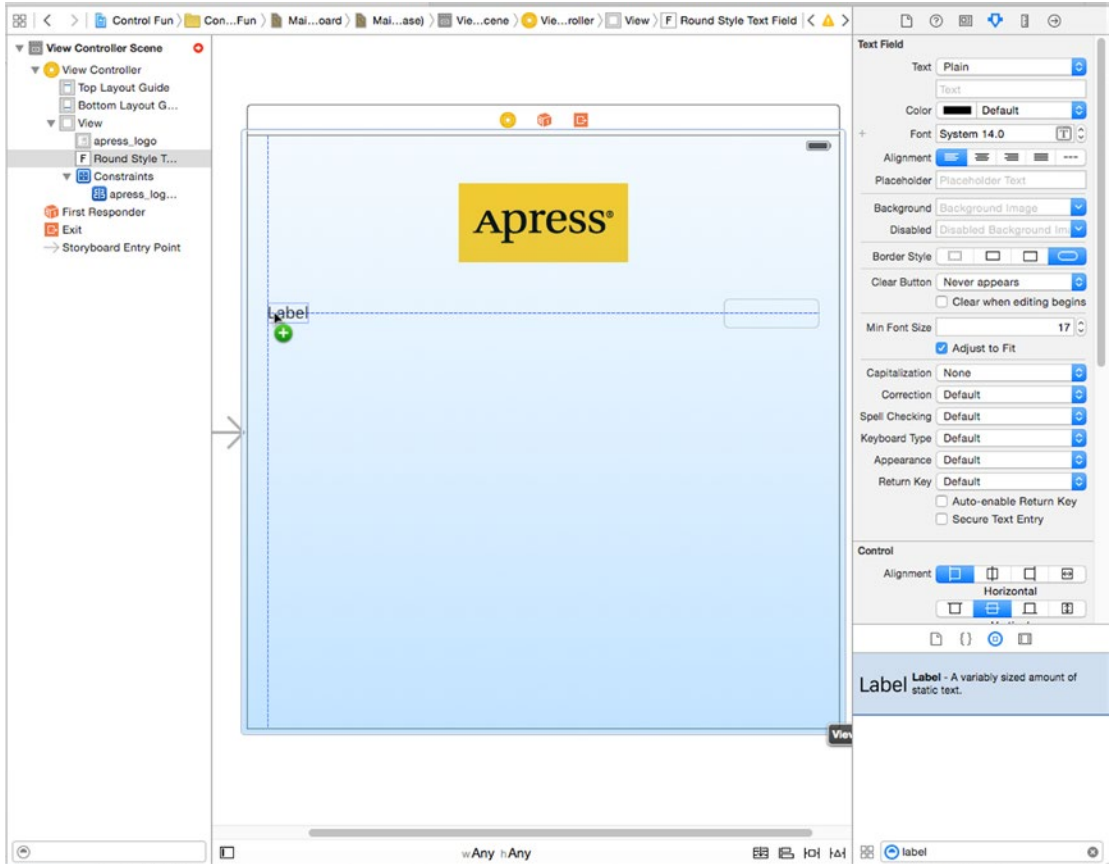 Control Fun
Con...Fun
Mai...oard
Mai...ase)
Vie...cene
Vie...roller
View
F Round Style Text Field
View Controller Scene
View Controller
Top Layout Guide
Bottom Layout G...
View
apress_logo
F Round Style T...
Constraints
apress_log...
First Responder
Exit
Storyboard Entry Point
Apress®
Label
View
wAny hAny
Text Field
Text Plain
Text
Color Default
Font System 14.0 T
Alignment
Placeholder Placeholder Text
Background Background Image
Disabled Disabled Background Im
Border Style
Clear Button Never appears
Clear when editing begins
Min Font Size 17
Adjust to Fit
Capitalization None
Correction Default
Spell Checking Default
Keyboard Type Default
Appearance Default
Return Key Default
Auto-enable Return Key
Secure Text Entry
Control
Alignment
Horizontal
{}
Label Label - A variably sized amount of
static text.
label